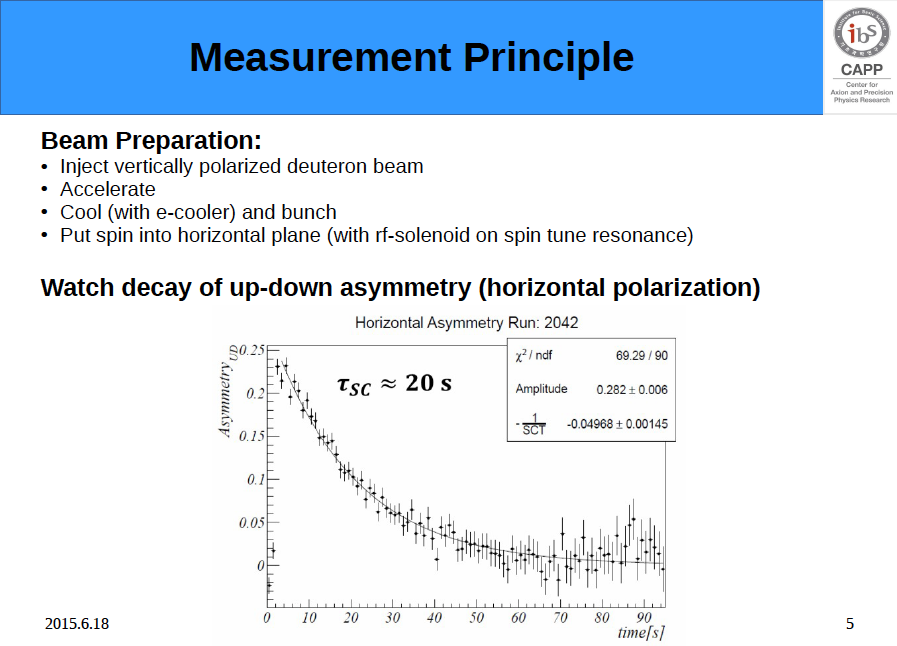 Measurement Principle
ibS
CAPP
Center for
Axion and Precision
Physics Research
Beam Preparation:
• Inject vertically polarized deuteron beam
• Accelerate
• Cool (with e-cooler) and bunch
• Put spin into horizontal plane (with rf-solenoid on spin tune resonance)
Watch decay of up-down asymmetry (horizontal polarization)
Horizontal Asymmetry Run: 2042
Asymmetry_UD
0.25
0.2
0.15
0.1
0.05
0
τ_SC ≈ 20 s
χ² / ndf 69.29 / 90
Amplitude 0.282 ± 0.006
- 1/SCT -0.04968 ± 0.00145
0 10 20 30 40 50 60 70 80 90
time[s]
2015.6.18
5